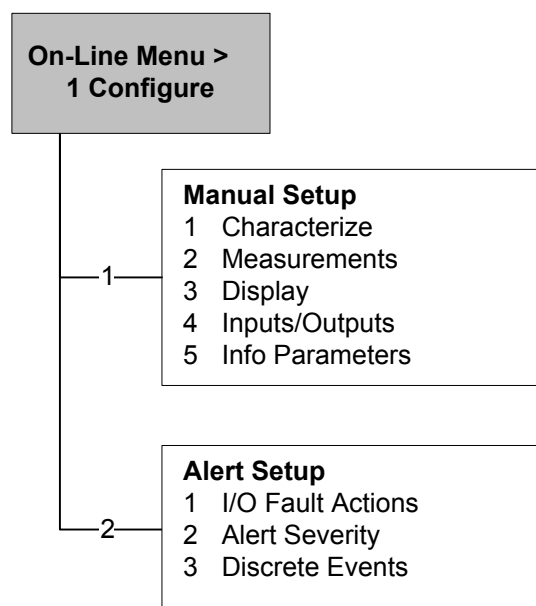 On-Line Menu >
1 Configure
1
Manual Setup
1 Characterize
2 Measurements
3 Display
4 Inputs/Outputs
5 Info Parameters
2
Alert Setup
1 I/O Fault Actions
2 Alert Severity
3 Discrete Events